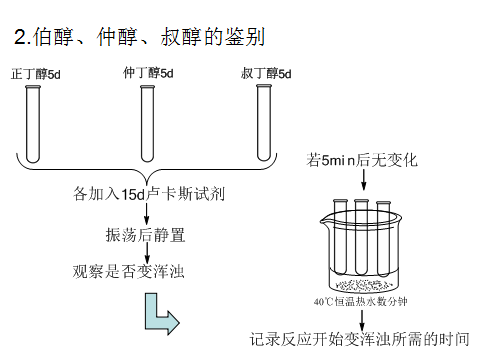 2.伯醇、仲醇、叔醇的鉴别
正丁醇5d
仲丁醇5d
叔丁醇5d
各加入15d卢卡斯试剂
振荡后静置
观察是否变浑浊
若5min后无变化
40℃恒温热水数分钟
记录反应开始变浑浊所需的时间